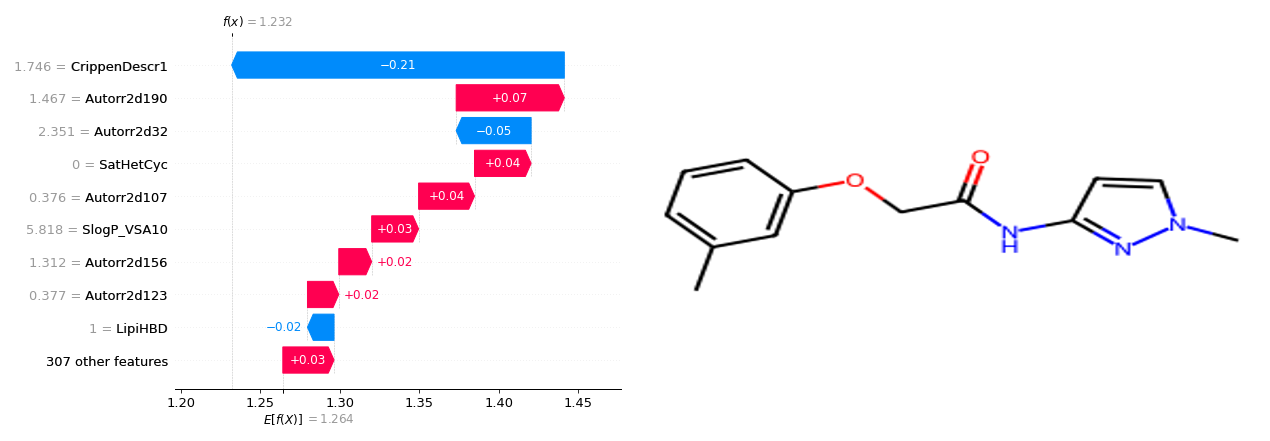 f(x) = 1.232
1.746 = CrippenDescr1
−0.21
1.467 = Autorr2d190
+0.07
2.351 = Autorr2d32
−0.05
0 = SatHetCyc
+0.04
0.376 = Autorr2d107
+0.04
5.818 = SlogP_VSA10
+0.03
1.312 = Autorr2d156
+0.02
0.377 = Autorr2d123
+0.02
1 = LipiHBD
−0.02
307 other features
+0.03
1.20 1.25 1.30 1.35 1.40 1.45
E[f(X)] = 1.264
O
O
N
H
N
N